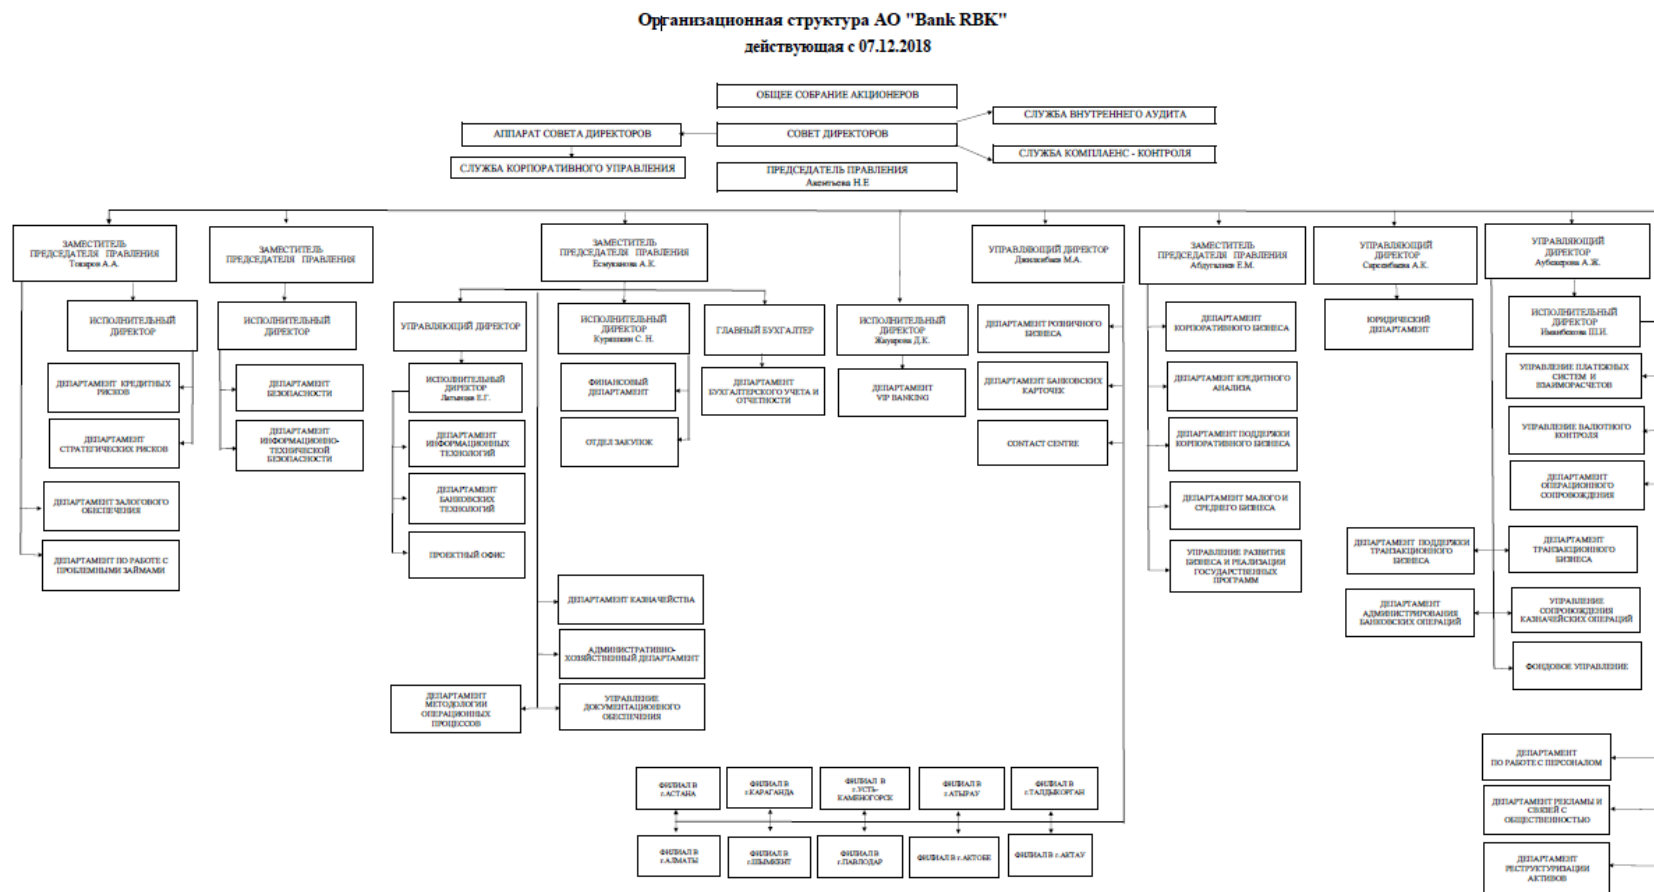 Организационная структура АО "Bank RBK"
действующая с 07.12.2018
ОБЩЕЕ СОБРАНИЕ АКЦИОНЕРОВ
СЛУЖБА ВНУТРЕННЕГО АУДИТА
АППАРАТ СОВЕТА ДИРЕКТОРОВ
СОВЕТ ДИРЕКТОРОВ
СЛУЖБА КОМПЛАЕНС - КОНТРОЛЯ
СЛУЖБА КОРПОРАТИВНОГО УПРАВЛЕНИЯ
ПРЕДСЕДАТЕЛЬ ПРАВЛЕНИЯ
Акентьева Н.Е
ЗАМЕСТИТЕЛЬ
ПРЕДСЕДАТЕЛЯ ПРАВЛЕНИЯ
Токаров А.А.
ЗАМЕСТИТЕЛЬ
ПРЕДСЕДАТЕЛЯ ПРАВЛЕНИЯ
ЗАМЕСТИТЕЛЬ
ПРЕДСЕДАТЕЛЯ ПРАВЛЕНИЯ
Есмуканова А.К.
УПРАВЛЯЮЩИЙ ДИРЕКТОР
М.А.
ЗАМЕСТИТЕЛЬ
ПРЕДСЕДАТЕЛЯ ПРАВЛЕНИЯ
Абдугалиев Е.М.
УПРАВЛЯЮЩИЙ
ДИРЕКТОР
Сарсенбаева А.К.
УПРАВЛЯЮЩИЙ
ДИРЕКТОР
Аубакирова А.Ж.
ИСПОЛНИТЕЛЬНЫЙ
ДИРЕКТОР
ИСПОЛНИТЕЛЬНЫЙ
ДИРЕКТОР
УПРАВЛЯЮЩИЙ ДИРЕКТОР
ИСПОЛНИТЕЛЬНЫЙ
ДИРЕКТОР
Курышкин С. Н.
ГЛАВНЫЙ БУХГАЛТЕР
ИСПОЛНИТЕЛЬНЫЙ
ДИРЕКТОР
Жауарова Д.К.
ДЕПАРТАМЕНТ РОЗНИЧНОГО
БИЗНЕСА
ДЕПАРТАМЕНТ
КОРПОРАТИВНОГО БИЗНЕСА
ЮРИДИЧЕСКИЙ
ДЕПАРТАМЕНТ
ИСПОЛНИТЕЛЬНЫЙ
ДИРЕКТОР
Иманбекова Ш.И.
ДЕПАРТАМЕНТ КРЕДИТНЫХ
РИСКОВ
ДЕПАРТАМЕНТ
БЕЗОПАСНОСТИ
ИСПОЛНИТЕЛЬНЫЙ
ДИРЕКТОР
Латынцев Е.Г.
ФИНАНСОВЫЙ
ДЕПАРТАМЕНТ
ДЕПАРТАМЕНТ
БУХГАЛТЕРСКОГО УЧЕТА И
ОТЧЕТНОСТИ
ДЕПАРТАМЕНТ
VIP BANKING
ДЕПАРТАМЕНТ БАНКОВСКИХ
КАРТОЧЕК
ДЕПАРТАМЕНТ КРЕДИТНОГО
АНАЛИЗА
УПРАВЛЕНИЕ ПЛАТЕЖНЫХ
СИСТЕМ И
ВЗАИМОРАСЧЕТОВ
ДЕПАРТАМЕНТ
СТРАТЕГИЧЕСКИХ РИСКОВ
ДЕПАРТАМЕНТ
ИНФОРМАЦИОННО-
ТЕХНИЧЕСКОЙ
БЕЗОПАСНОСТИ
ДЕПАРТАМЕНТ
ИНФОРМАЦИОННЫХ
ТЕХНОЛОГИЙ
ОТДЕЛ ЗАКУПОК
CONTACT CENTRE
ДЕПАРТАМЕНТ ПОДДЕРЖКИ
КОРПОРАТИВНОГО БИЗНЕСА
УПРАВЛЕНИЕ ВАЛЮТНОГО
КОНТРОЛЯ
ДЕПАРТАМЕНТ ЗАЛОГОВОГО
ОБЕСПЕЧЕНИЯ
ДЕПАРТАМЕНТ
БАНКОВСКИХ
ТЕХНОЛОГИЙ
ДЕПАРТАМЕНТ МАЛОГО И
СРЕДНЕГО БИЗНЕСА
ДЕПАРТАМЕНТ
ОПЕРАЦИОННОГО
СОПРОВОЖДЕНИЯ
ДЕПАРТАМЕНТ ПО РАБОТЕ С
ПРОБЛЕМНЫМИ ЗАЙМАМИ
ПРОЕКТНЫЙ ОФИС
УПРАВЛЕНИЕ РАЗВИТИЯ
БИЗНЕСА И РЕАЛИЗАЦИИ
ГОСУДАРСТВЕННЫХ
ПРОГРАММ
ДЕПАРТАМЕНТ ПОДДЕРЖКИ
ТРАНЗАКЦИОННОГО
БИЗНЕСА
ДЕПАРТАМЕНТ
ТРАНЗАКЦИОННОГО
БИЗНЕСА
ДЕПАРТАМЕНТ КАЗНАЧЕЙСТВА
ДЕПАРТАМЕНТ
АДМИНИСТРИРОВАНИЯ
БАНКОВСКИХ ОПЕРАЦИЙ
УПРАВЛЕНИЕ
СОПРОВОЖДЕНИЯ
КАЗНАЧЕЙСКИХ ОПЕРАЦИЙ
АДМИНИСТРАТИВНО-
ХОЗЯЙСТВЕННЫЙ ДЕПАРТАМЕНТ
ФОНДОВОЕ УПРАВЛЕНИЕ
ДЕПАРТАМЕНТ
МЕТОДОЛОГИИ
ОПЕРАЦИОННЫХ
ПРОЦЕССОВ
УПРАВЛЕНИЕ
ДОКУМЕНТАЦИОННОГО
ОБЕСПЕЧЕНИЯ
ДЕПАРТАМЕНТ
ПО РАБОТЕ С ПЕРСОНАЛОМ
ФИЛИАЛ В
г.АСТАНА
ФИЛИАЛ В
г.КАРАГАНДА
ФИЛИАЛ В
г.УСТЬ-
КАМЕНОГОРСК
ФИЛИАЛ В
г.АТЫРАУ
ФИЛИАЛ В
г.ТАЛДЫКОРГАН
ДЕПАРТАМЕНТ РЕКЛАМЫ И
СВЯЗЕЙ С
ОБЩЕСТВЕННОСТЬЮ
ФИЛИАЛ В
г.АЛМАТЫ
ФИЛИАЛ В
г.ШЫМКЕНТ
ФИЛИАЛ В
г.ПАВЛОДАР
ФИЛИАЛ В г.АКТОБЕ
ФИЛИАЛ В г.АКТАУ
ДЕПАРТАМЕНТ
РЕСТРУКТУРИЗАЦИИ
АКТИВОВ